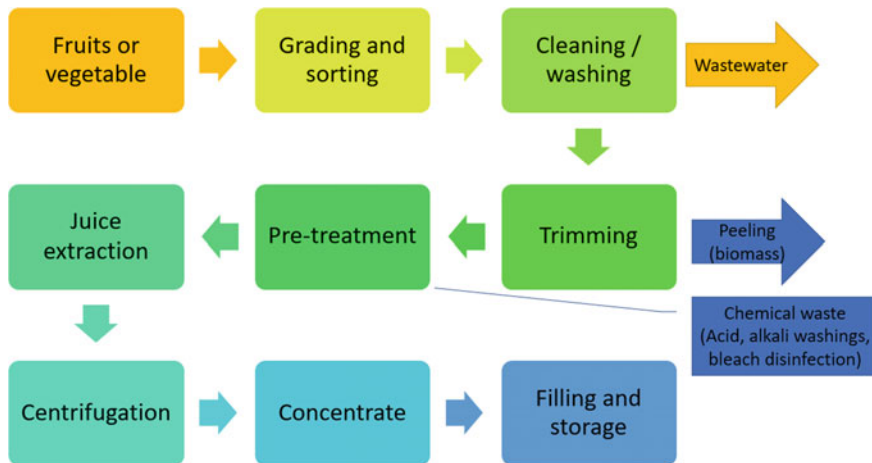 Fruits or
vegetable
Grading and
sorting
Cleaning /
washing
Wastewater
Juice
extraction
Pre-treatment
Trimming
Peeling
(biomass)
Chemical waste
(Acid, alkali washings,
bleach disinfection)
Centrifugation
Concentrate
Filling and
storage